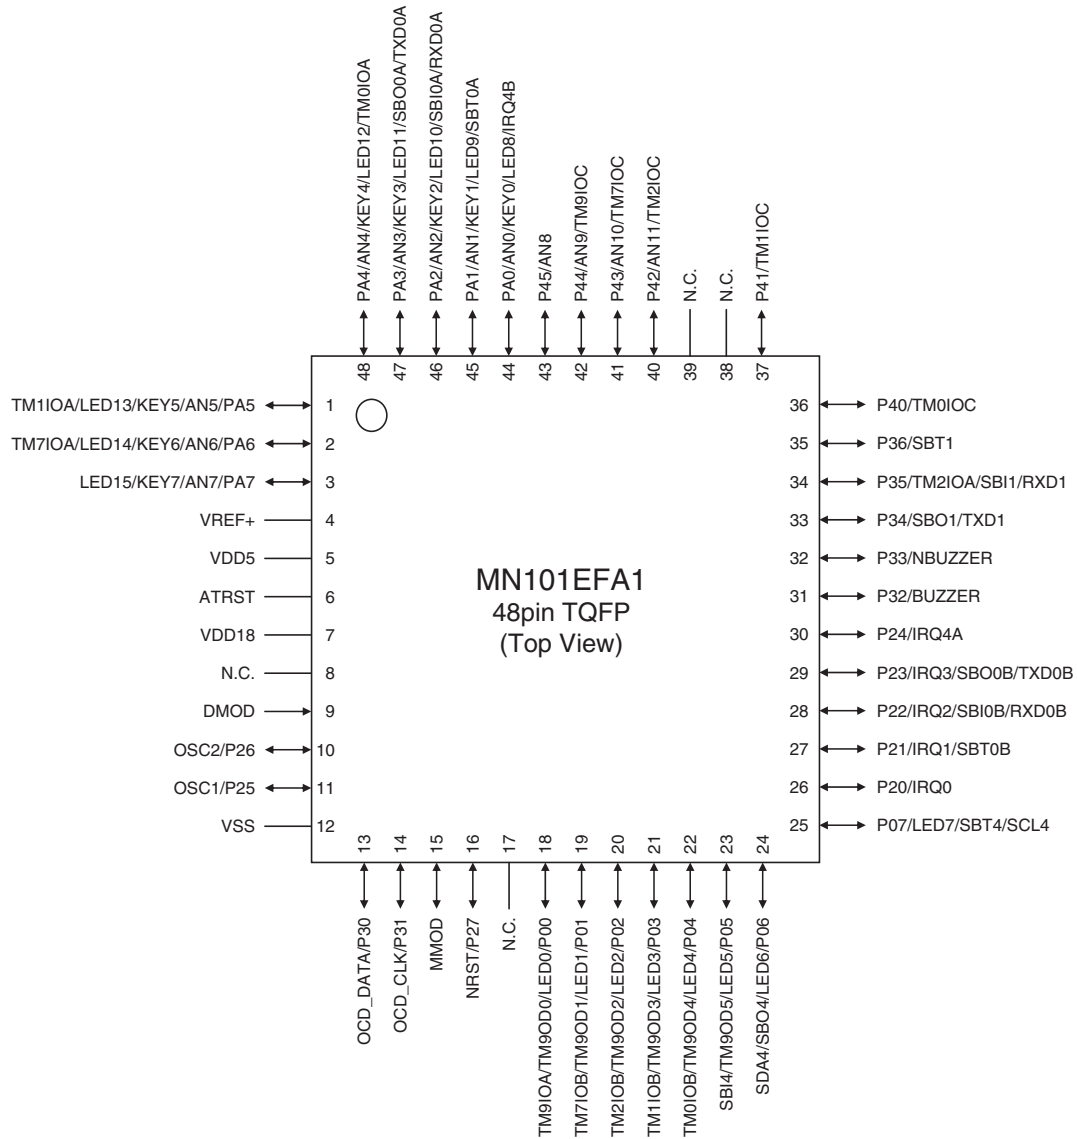 PA4/AN4/KEY4/LED12/TM0IOA
PA3/AN3/KEY3/LED11/SBO0A/TXD0A
PA2/AN2/KEY2/LED10/SBI0A/RXD0A
PA1/AN1/KEY1/LED9/SBT0A
PA0/AN0/KEY0/LED8/IRQ4B
P45/AN8
P44/AN9/TM9IOC
P43/AN10/TM7IOC
P42/AN11/TM2IOC
N.C.
N.C.
P41/TM1IOC
48
47
46
45
44
43
42
41
40
39
38
37
TM1IOA/LED13/KEY5/AN5/PA5 1
TM7IOA/LED14/KEY6/AN6/PA6 2
LED15/KEY7/AN7/PA7 3
VREF+ 4
VDD5 5
ATRST 6
VDD18 7
N.C. 8
DMOD 9
OSC2/P26 10
OSC1/P25 11
VSS 12
MN101EFA1
48pin TQFP
(Top View)
36 P40/TM0IOC
35 P36/SBT1
34 P35/TM2IOA/SBI1/RXD1
33 P34/SBO1/TXD1
32 P33/NBUZZER
31 P32/BUZZER
30 P24/IRQ4A
29 P23/IRQ3/SBO0B/TXD0B
28 P22/IRQ2/SBI0B/RXD0B
27 P21/IRQ1/SBT0B
26 P20/IRQ0
25 P07/LED7/SBT4/SCL4
13
14
15
16
17
18
19
20
21
22
23
24
OCD_DATA/P30
OCD_CLK/P31
MMOD
NRST/P27
N.C.
TM9IOA/TM9OD0/LED0/P00
TM7IOB/TM9OD1/LED1/P01
TM2IOB/TM9OD2/LED2/P02
TM1IOB/TM9OD3/LED3/P03
TM0IOB/TM9OD4/LED4/P04
SBI4/TM9OD5/LED5/P05
SDA4/SBO4/LED6/P06